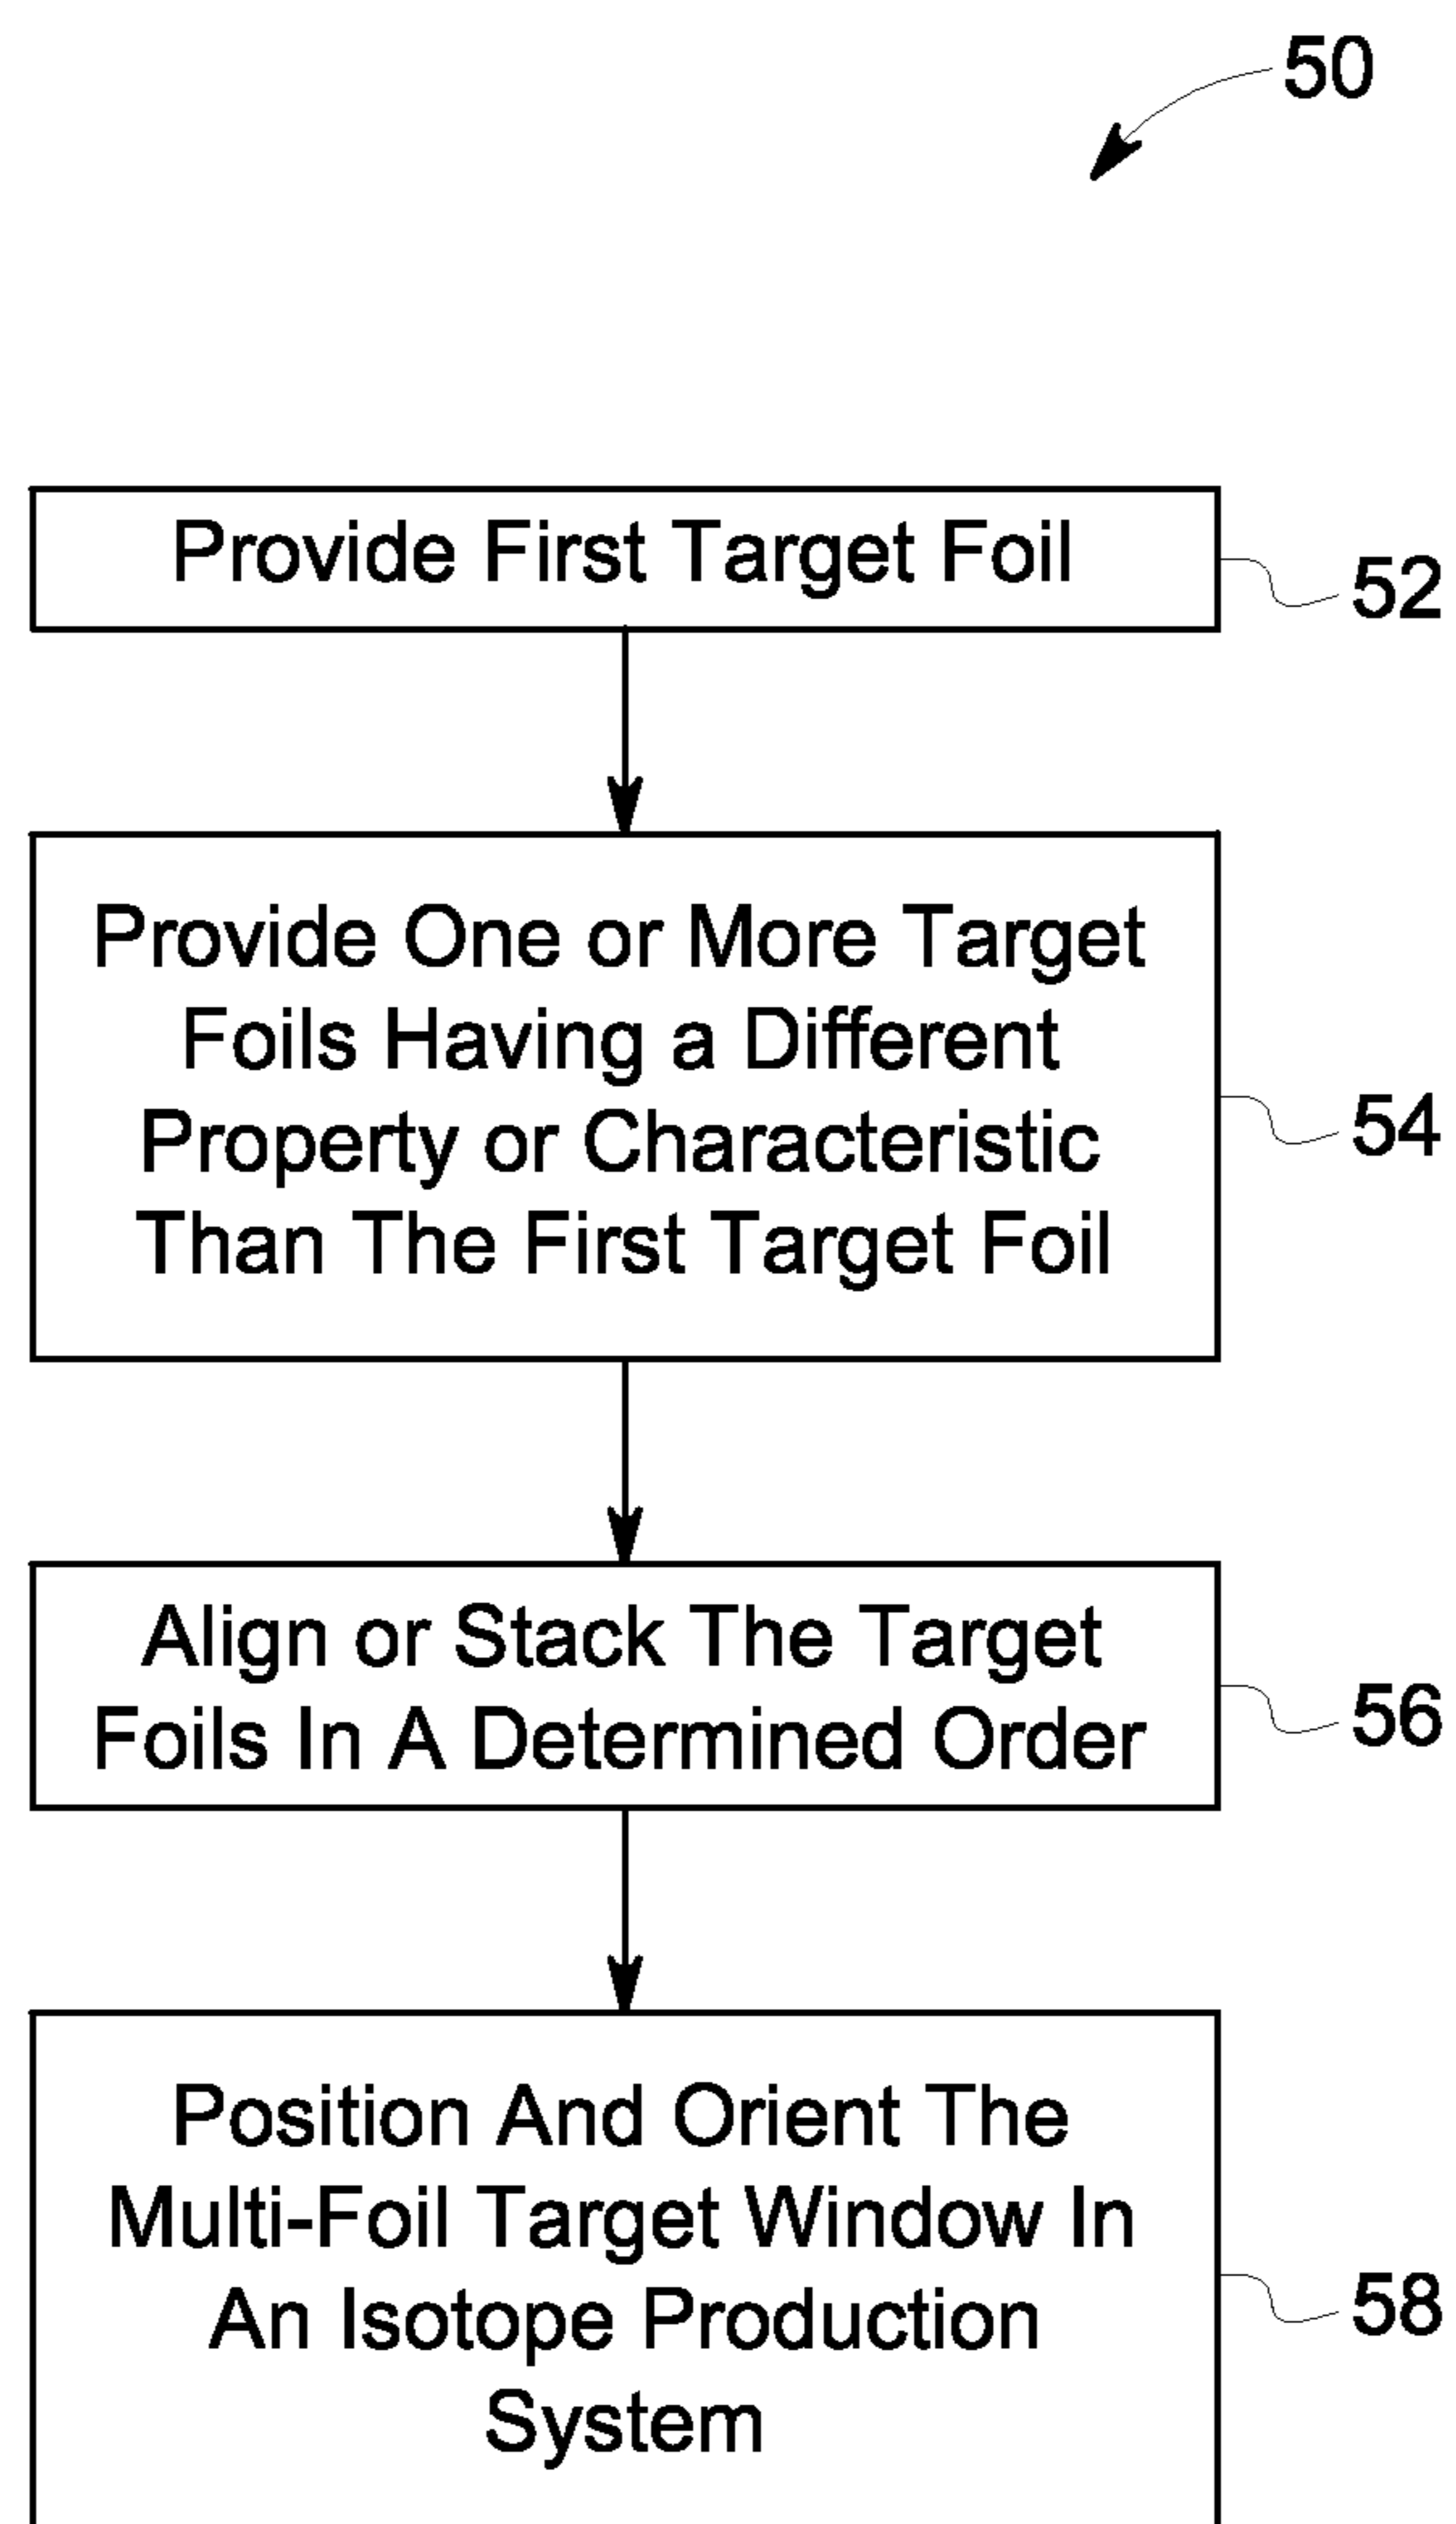 50
Provide First Target Foil
52
Provide One or More Target
Foils Having a Different
Property or Characteristic
Than The First Target Foil
54
Align or Stack The Target
Foils In A Determined Order
56
Position And Orient The
Multi-Foil Target Window In
An Isotope Production
System
58